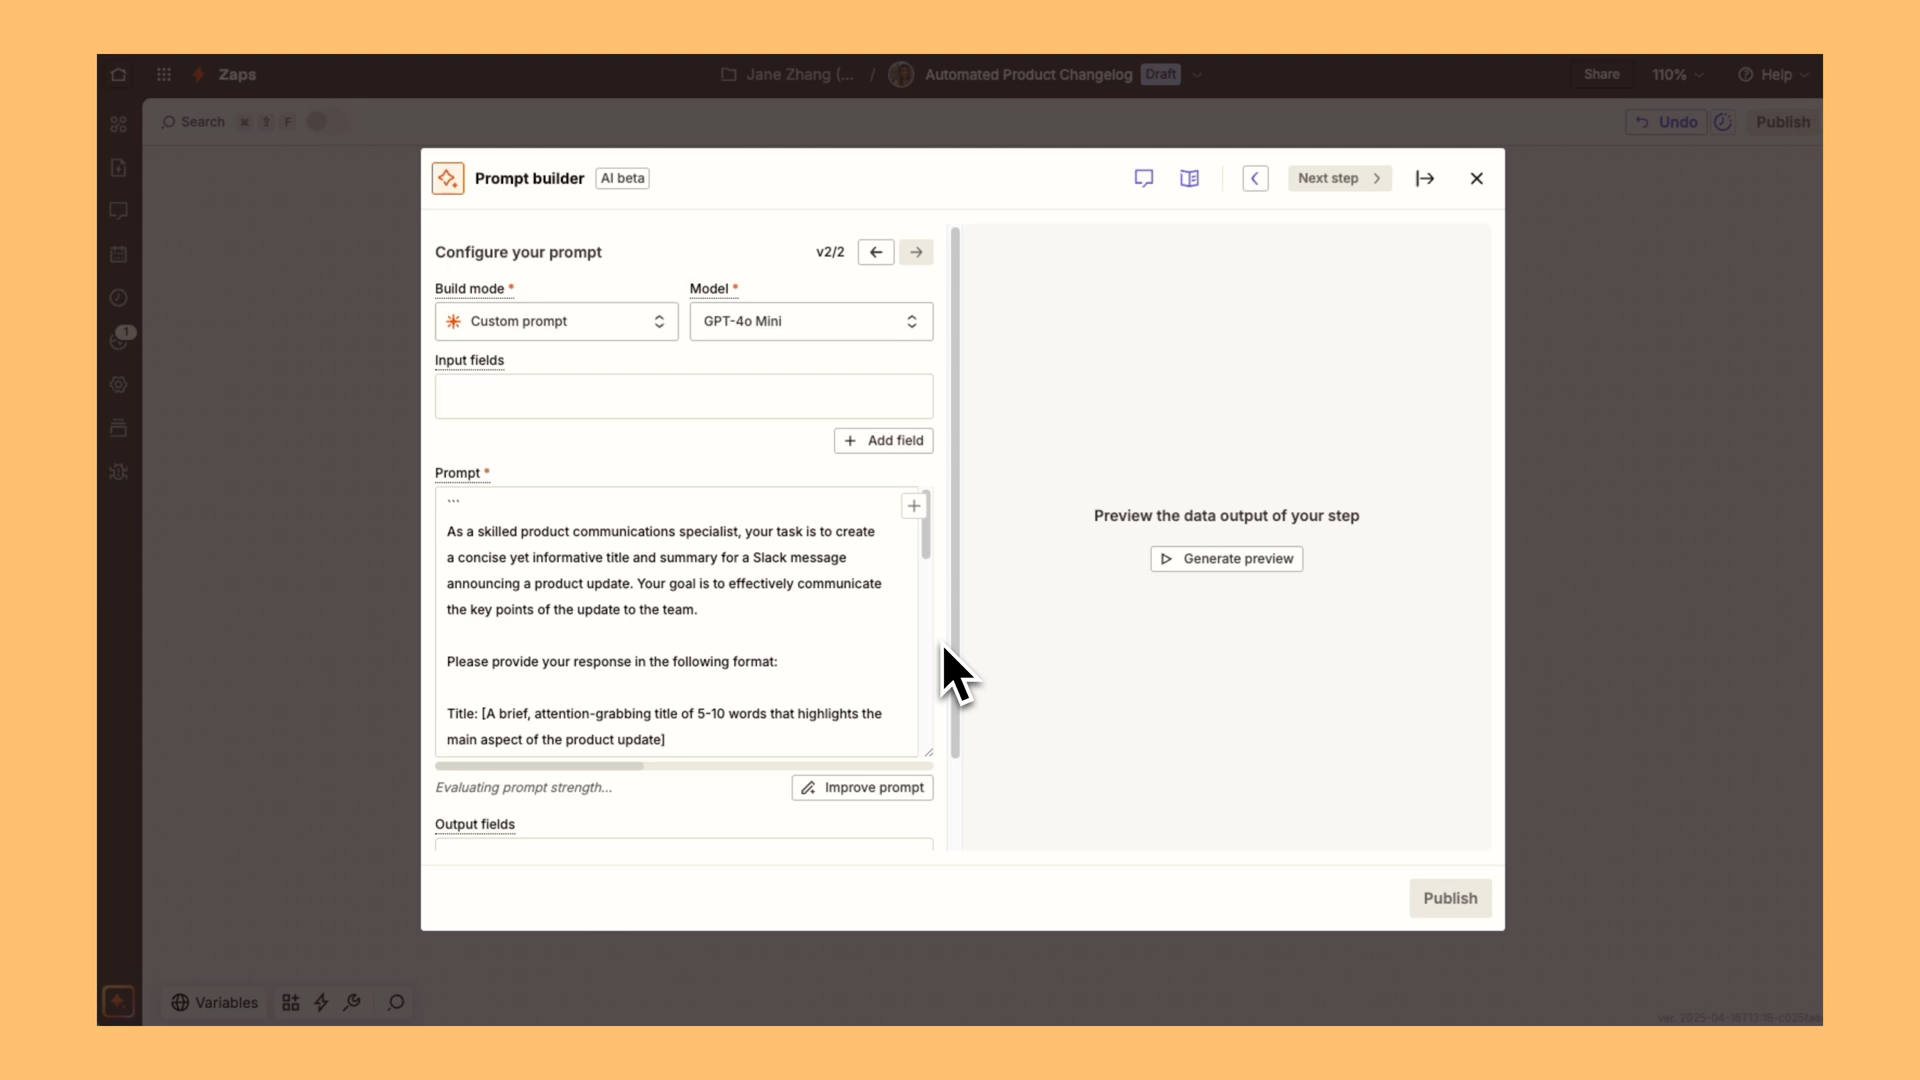 Zaps
Jane Zhang (... / Automated Product Changelog Draft
Share 110% Help
Search ⌘ ⇧ F
Undo Publish
Prompt builder AI beta
Next step
Configure your prompt v2/2
Build mode * Model *
Custom prompt GPT-4o Mini
Input fields
+ Add field
Prompt *
```
As a skilled product communications specialist, your task is to create
a concise yet informative title and summary for a Slack message
announcing a product update. Your goal is to effectively communicate
the key points of the update to the team.
Please provide your response in the following format:
Title: [A brief, attention-grabbing title of 5-10 words that highlights the
main aspect of the product update]
Evaluating prompt strength... Improve prompt
Output fields
Preview the data output of your step
Generate preview
Publish
1
Variables